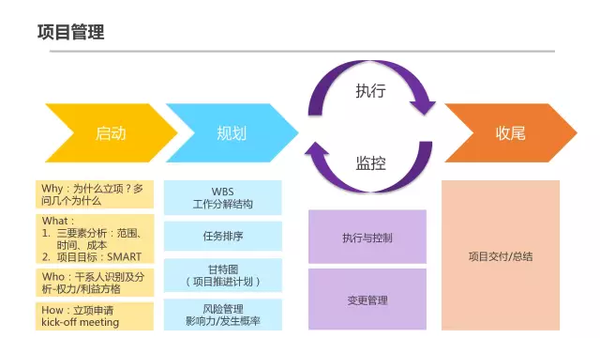 项目管理
启动
规划
执行
监控
收尾
Why：为什么立项？多
问几个为什么
What：
1. 三要素分析：范围、
时间、成本
2. 项目目标：SMART
Who：干系人识别及分
析-权力/利益方格
How：立项申请
kick-off meeting
WBS
工作分解结构
任务排序
甘特图
（项目推进计划）
风险管理
影响力/发生概率
执行与控制
变更管理
项目交付/总结